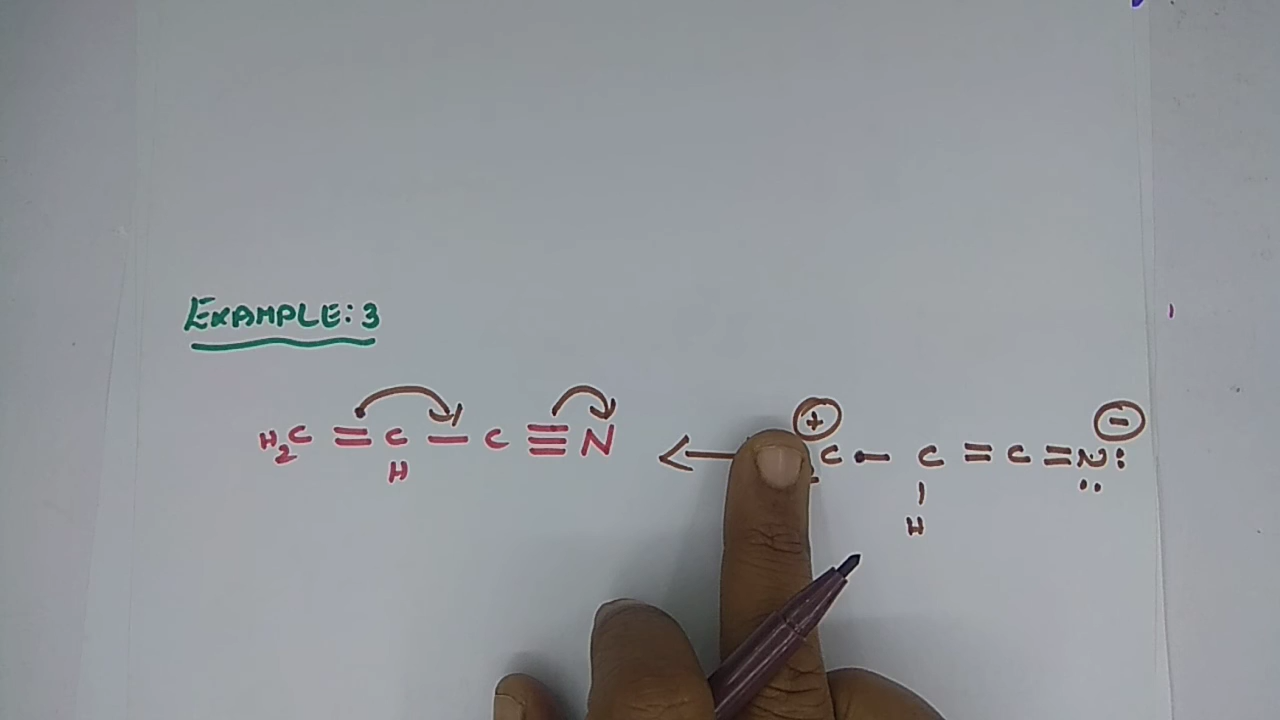 EXAMPLE: 3
H₂C = C — C ≡ N ← ⊕ C — C = C = N: ⊖
H H